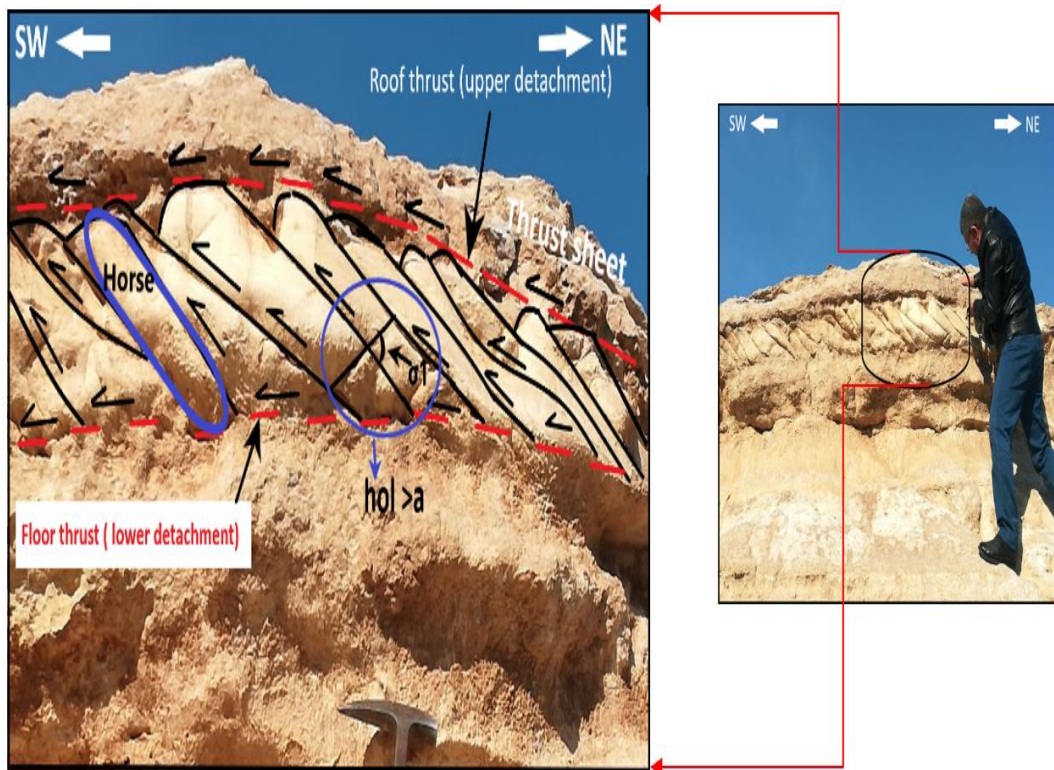 SW
NE
Roof thrust (upper detachment)
Thrust sheet
Horse
σ1
hol >a
Floor thrust ( lower detachment)
SW
NE